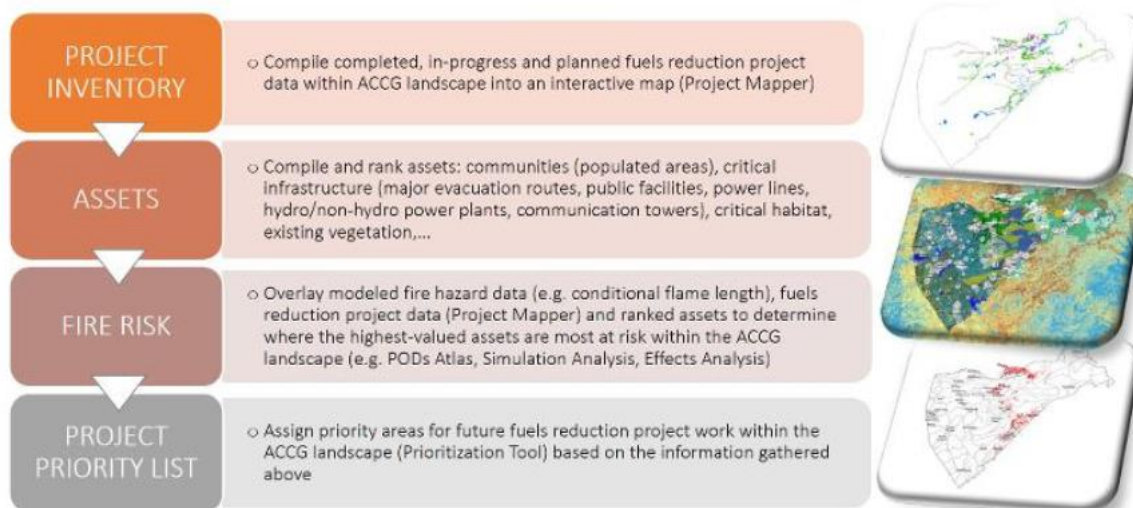 PROJECT
INVENTORY
○ Compile completed, in-progress and planned fuels reduction project
data within ACCG landscape into an interactive map (Project Mapper)
ASSETS
○ Compile and rank assets: communities (populated areas), critical
infrastructure (major evacuation routes, public facilities, power lines,
hydro/non-hydro power plants, communication towers), critical habitat,
existing vegetation,...
FIRE RISK
○ Overlay modeled fire hazard data (e.g. conditional flame length), fuels
reduction project data (Project Mapper) and ranked assets to determine
where the highest-valued assets are most at risk within the ACCG
landscape (e.g. PODs Atlas, Simulation Analysis, Effects Analysis)
PROJECT
PRIORITY LIST
○ Assign priority areas for future fuels reduction project work within the
ACCG landscape (Prioritization Tool) based on the information gathered
above